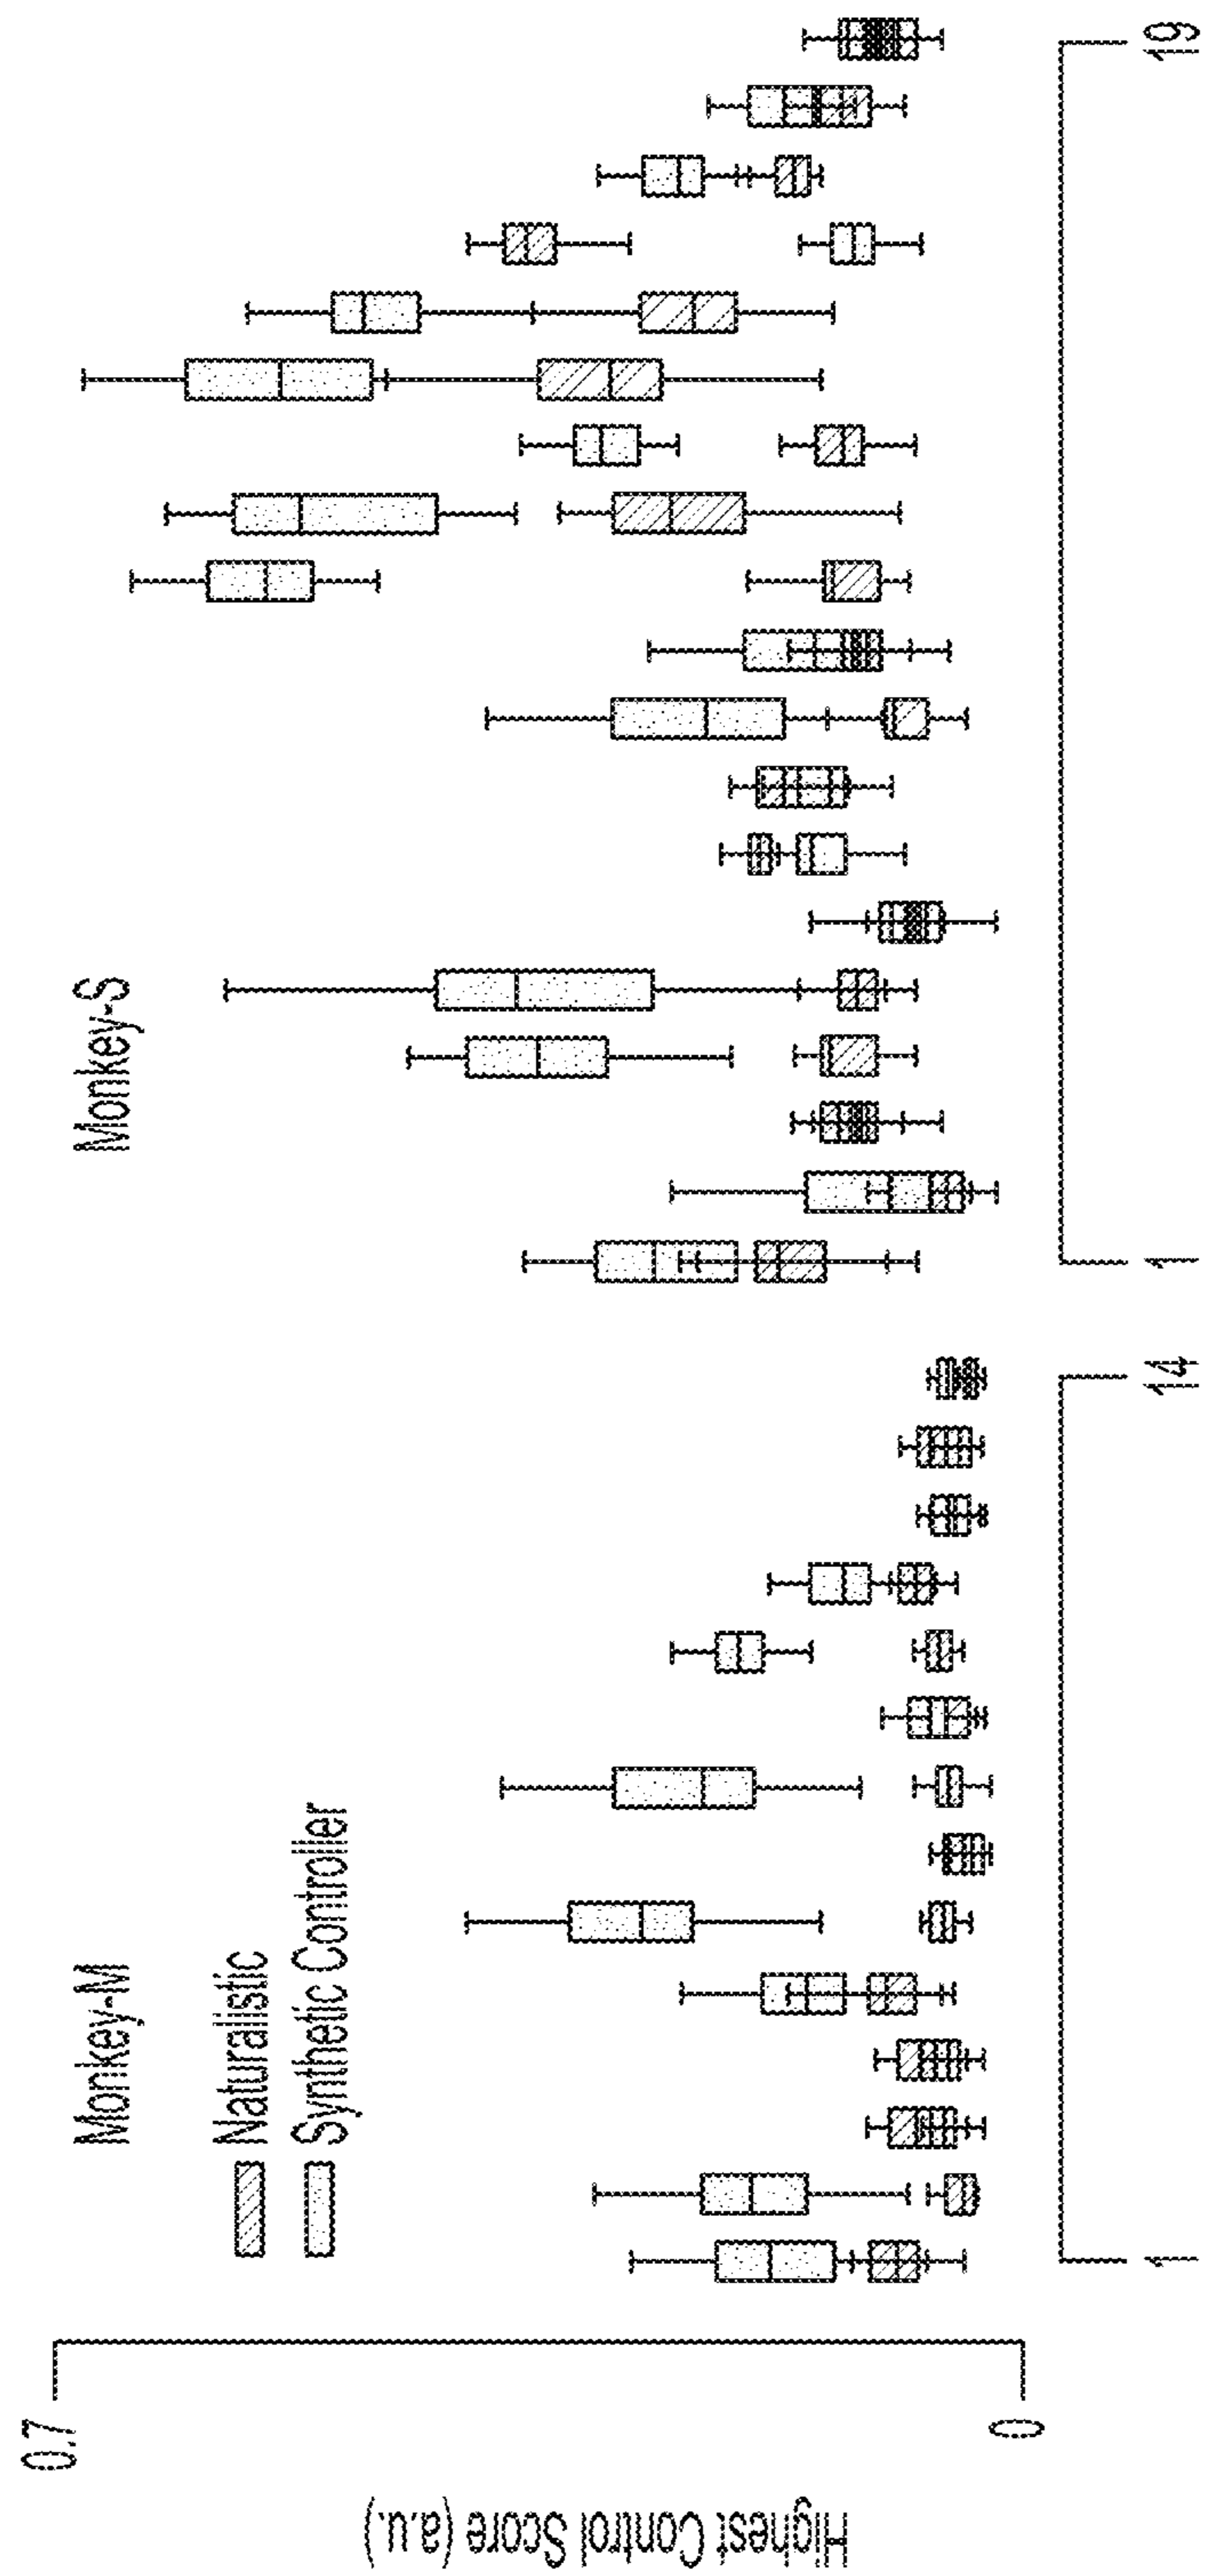 Highest Control Score (a.u.)
0.7
0
Monkey-M
Naturalistic
Synthetic Controller
1
14
Monkey-S
1
19